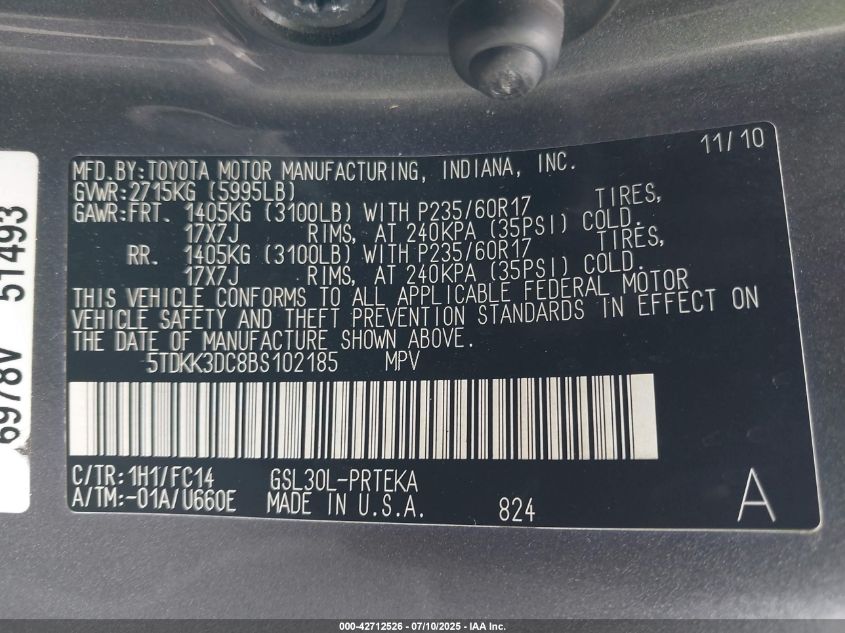 11/10
MFD.BY:TOYOTA MOTOR MANUFACTURING, INDIANA, INC.
GVWR:2715KG (5995LB)
GAWR:FRT. 1405KG (3100LB) WITH P235/60R17 TIRES,
17X7J RIMS, AT 240KPA (35PSI) COLD.
RR. 1405KG (3100LB) WITH P235/60R17 TIRES,
17X7J RIMS, AT 240KPA (35PSI) COLD.
THIS VEHICLE CONFORMS TO ALL APPLICABLE FEDERAL MOTOR
VEHICLE SAFETY AND THEFT PREVENTION STANDARDS IN EFFECT ON
THE DATE OF MANUFACTURE SHOWN ABOVE.
5TDKK3DC8BS102185 MPV
C/TR:1H1/FC14 GSL30L-PRTEKA
A/TM:-01A/U660E MADE IN U.S.A. 824 A
6978V 51493
000-42712526 - 07/10/2025 - IAA Inc.